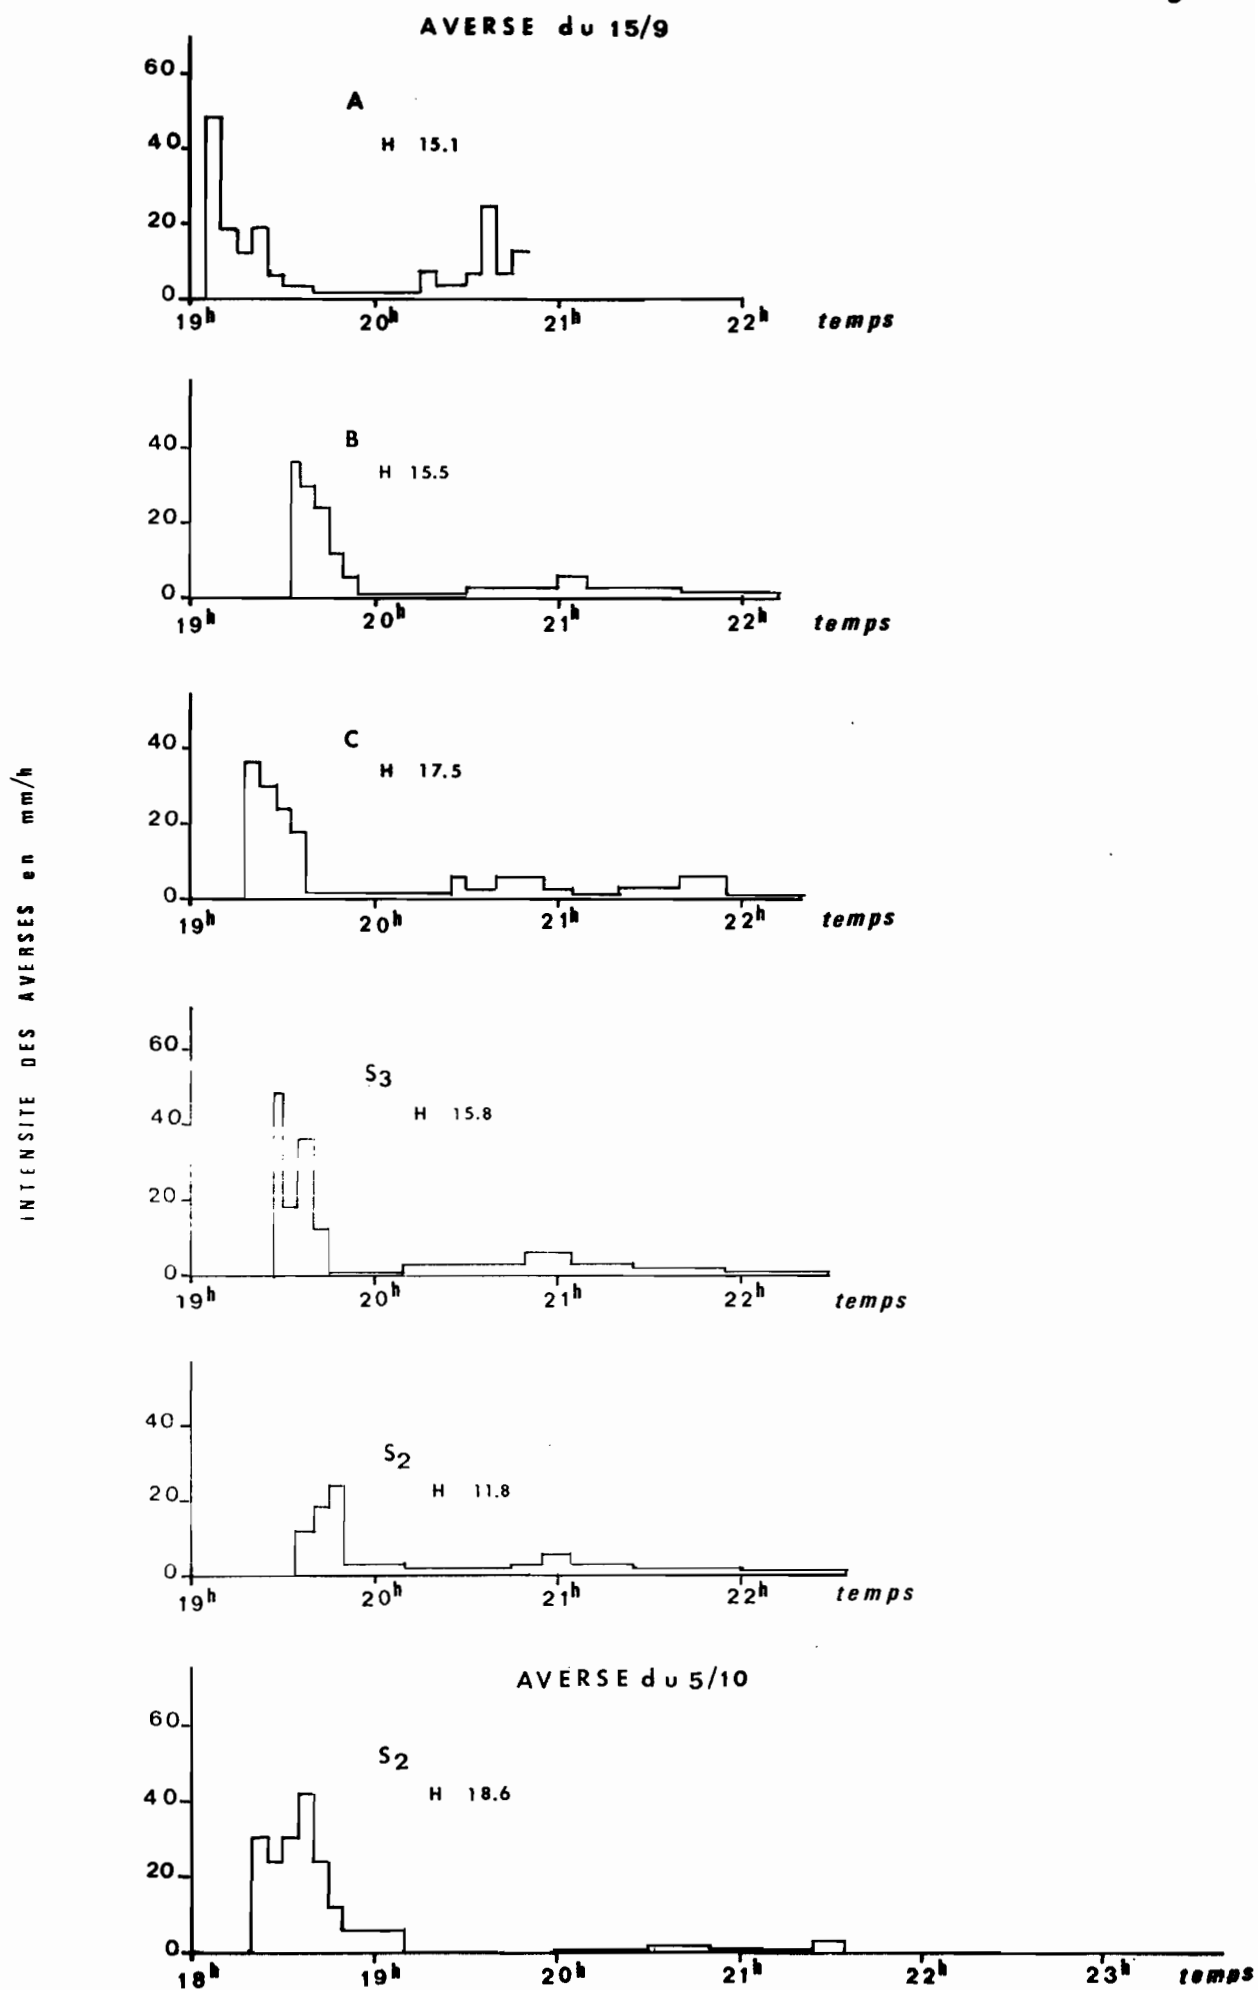 AVERSE du 15/9
60
A
40
H 15.1
20
0
19h 20h 21h 22h temps
40
B
H 15.5
20
0
19h 20h 21h 22h temps
INTENSITE DES AVERSES en mm/h
40
C
H 17.5
20
0
19h 20h 21h 22h temps
60
S3
40
H 15.8
20
0
19h 20h 21h 22h temps
40
S2
20
H 11.8
0
19h 20h 21h 22h temps
AVERSE du 5/10
60
S2
40
H 18.6
20
0
18h 19h 20h 21h 22h 23h temps